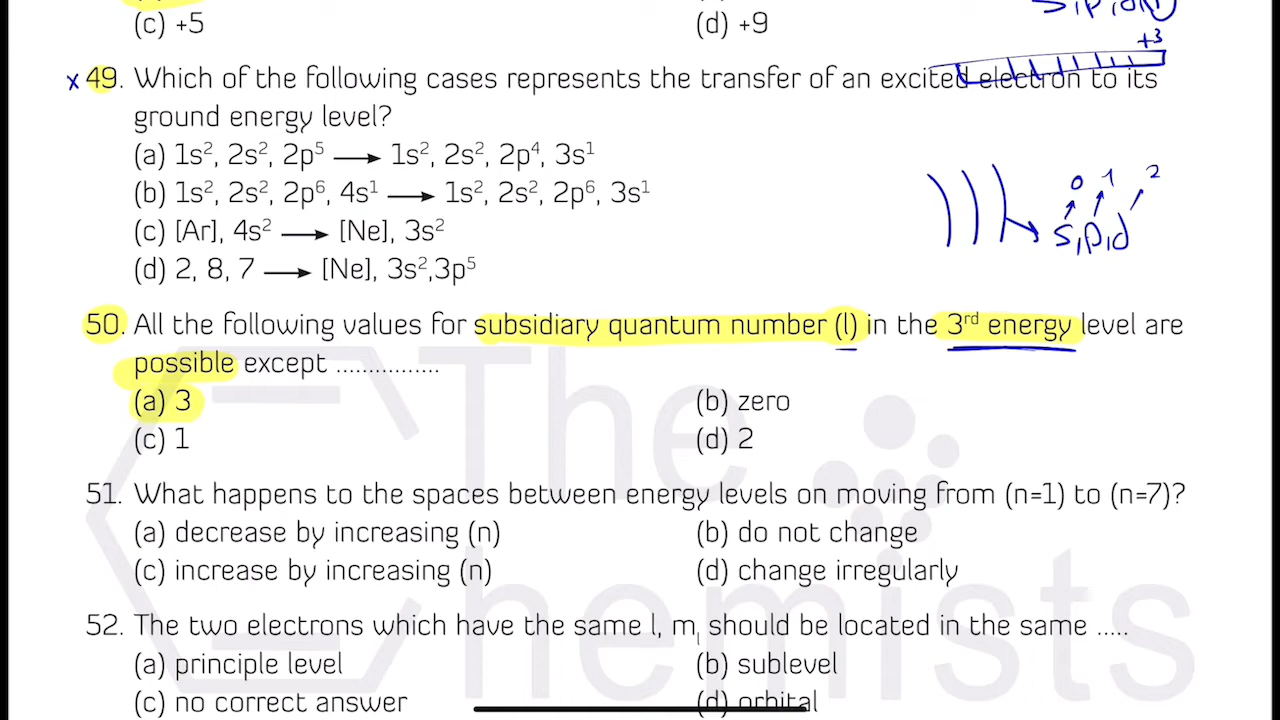 (c) +5 (d) +9
+3
x 49. Which of the following cases represents the transfer of an excited electron to its
ground energy level?
(a) 1s², 2s², 2p⁵ → 1s², 2s², 2p⁴, 3s¹
(b) 1s², 2s², 2p⁶, 4s¹ → 1s², 2s², 2p⁶, 3s¹
0 1 2
(c) [Ar], 4s² → [Ne], 3s²
s, p, d
(d) 2, 8, 7 → [Ne], 3s²,3p⁵
50. All the following values for subsidiary quantum number (l) in the 3rd energy level are
possible except ................
(a) 3 (b) zero
(c) 1 (d) 2
51. What happens to the spaces between energy levels on moving from (n=1) to (n=7)?
(a) decrease by increasing (n) (b) do not change
(c) increase by increasing (n) (d) change irregularly
52. The two electrons which have the same l, mₗ should be located in the same .....
(a) principle level (b) sublevel
(c) no correct answer (d) orbital
The
Chemists